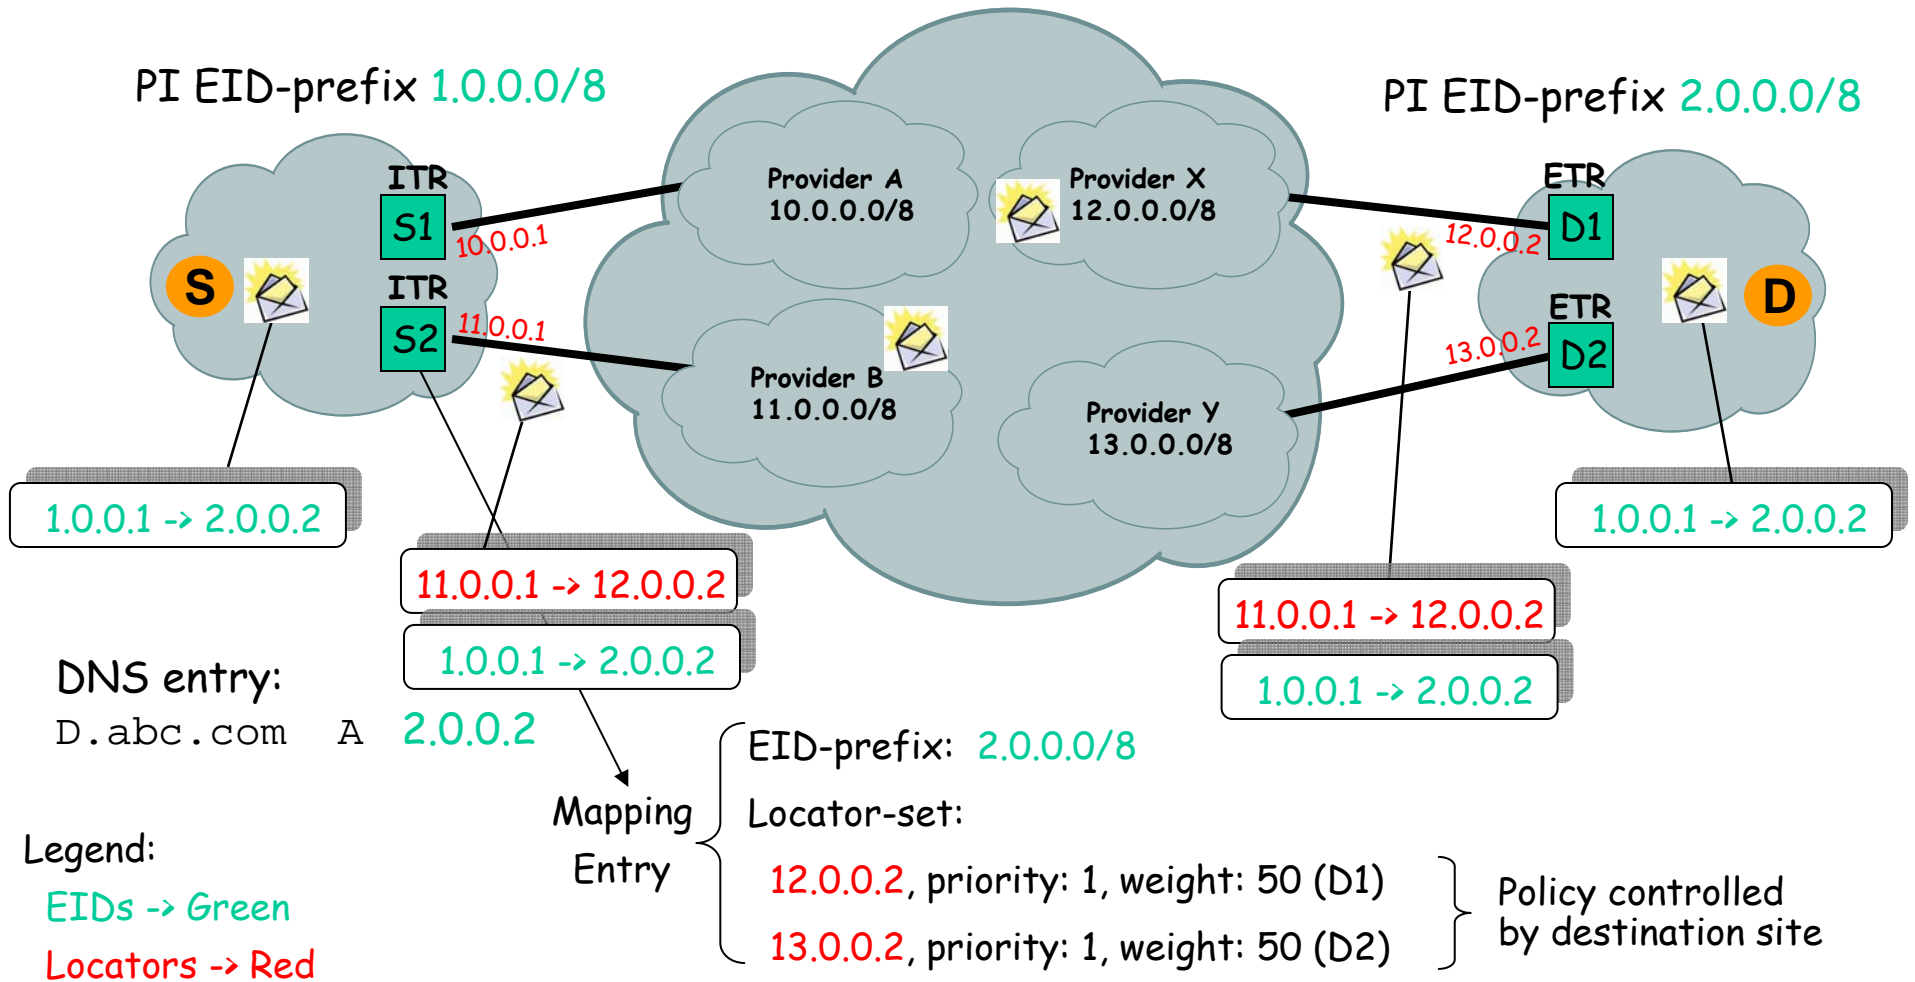 PI EID-prefix 1.0.0.0/8
PI EID-prefix 2.0.0.0/8
ITR
S1
10.0.0.1
ITR
S2
11.0.0.1
S
Provider A
10.0.0.0/8
Provider X
12.0.0.0/8
Provider B
11.0.0.0/8
Provider Y
13.0.0.0/8
ETR
D1
12.0.0.2
ETR
D2
13.0.0.2
D
1.0.0.1 -> 2.0.0.2
11.0.0.1 -> 12.0.0.2
1.0.0.1 -> 2.0.0.2
11.0.0.1 -> 12.0.0.2
1.0.0.1 -> 2.0.0.2
1.0.0.1 -> 2.0.0.2
DNS entry:
D.abc.com A 2.0.0.2
Mapping
Entry
EID-prefix: 2.0.0.0/8
Locator-set:
12.0.0.2, priority: 1, weight: 50 (D1)
13.0.0.2, priority: 1, weight: 50 (D2)
Policy controlled
by destination site
Legend:
EIDs -> Green
Locators -> Red